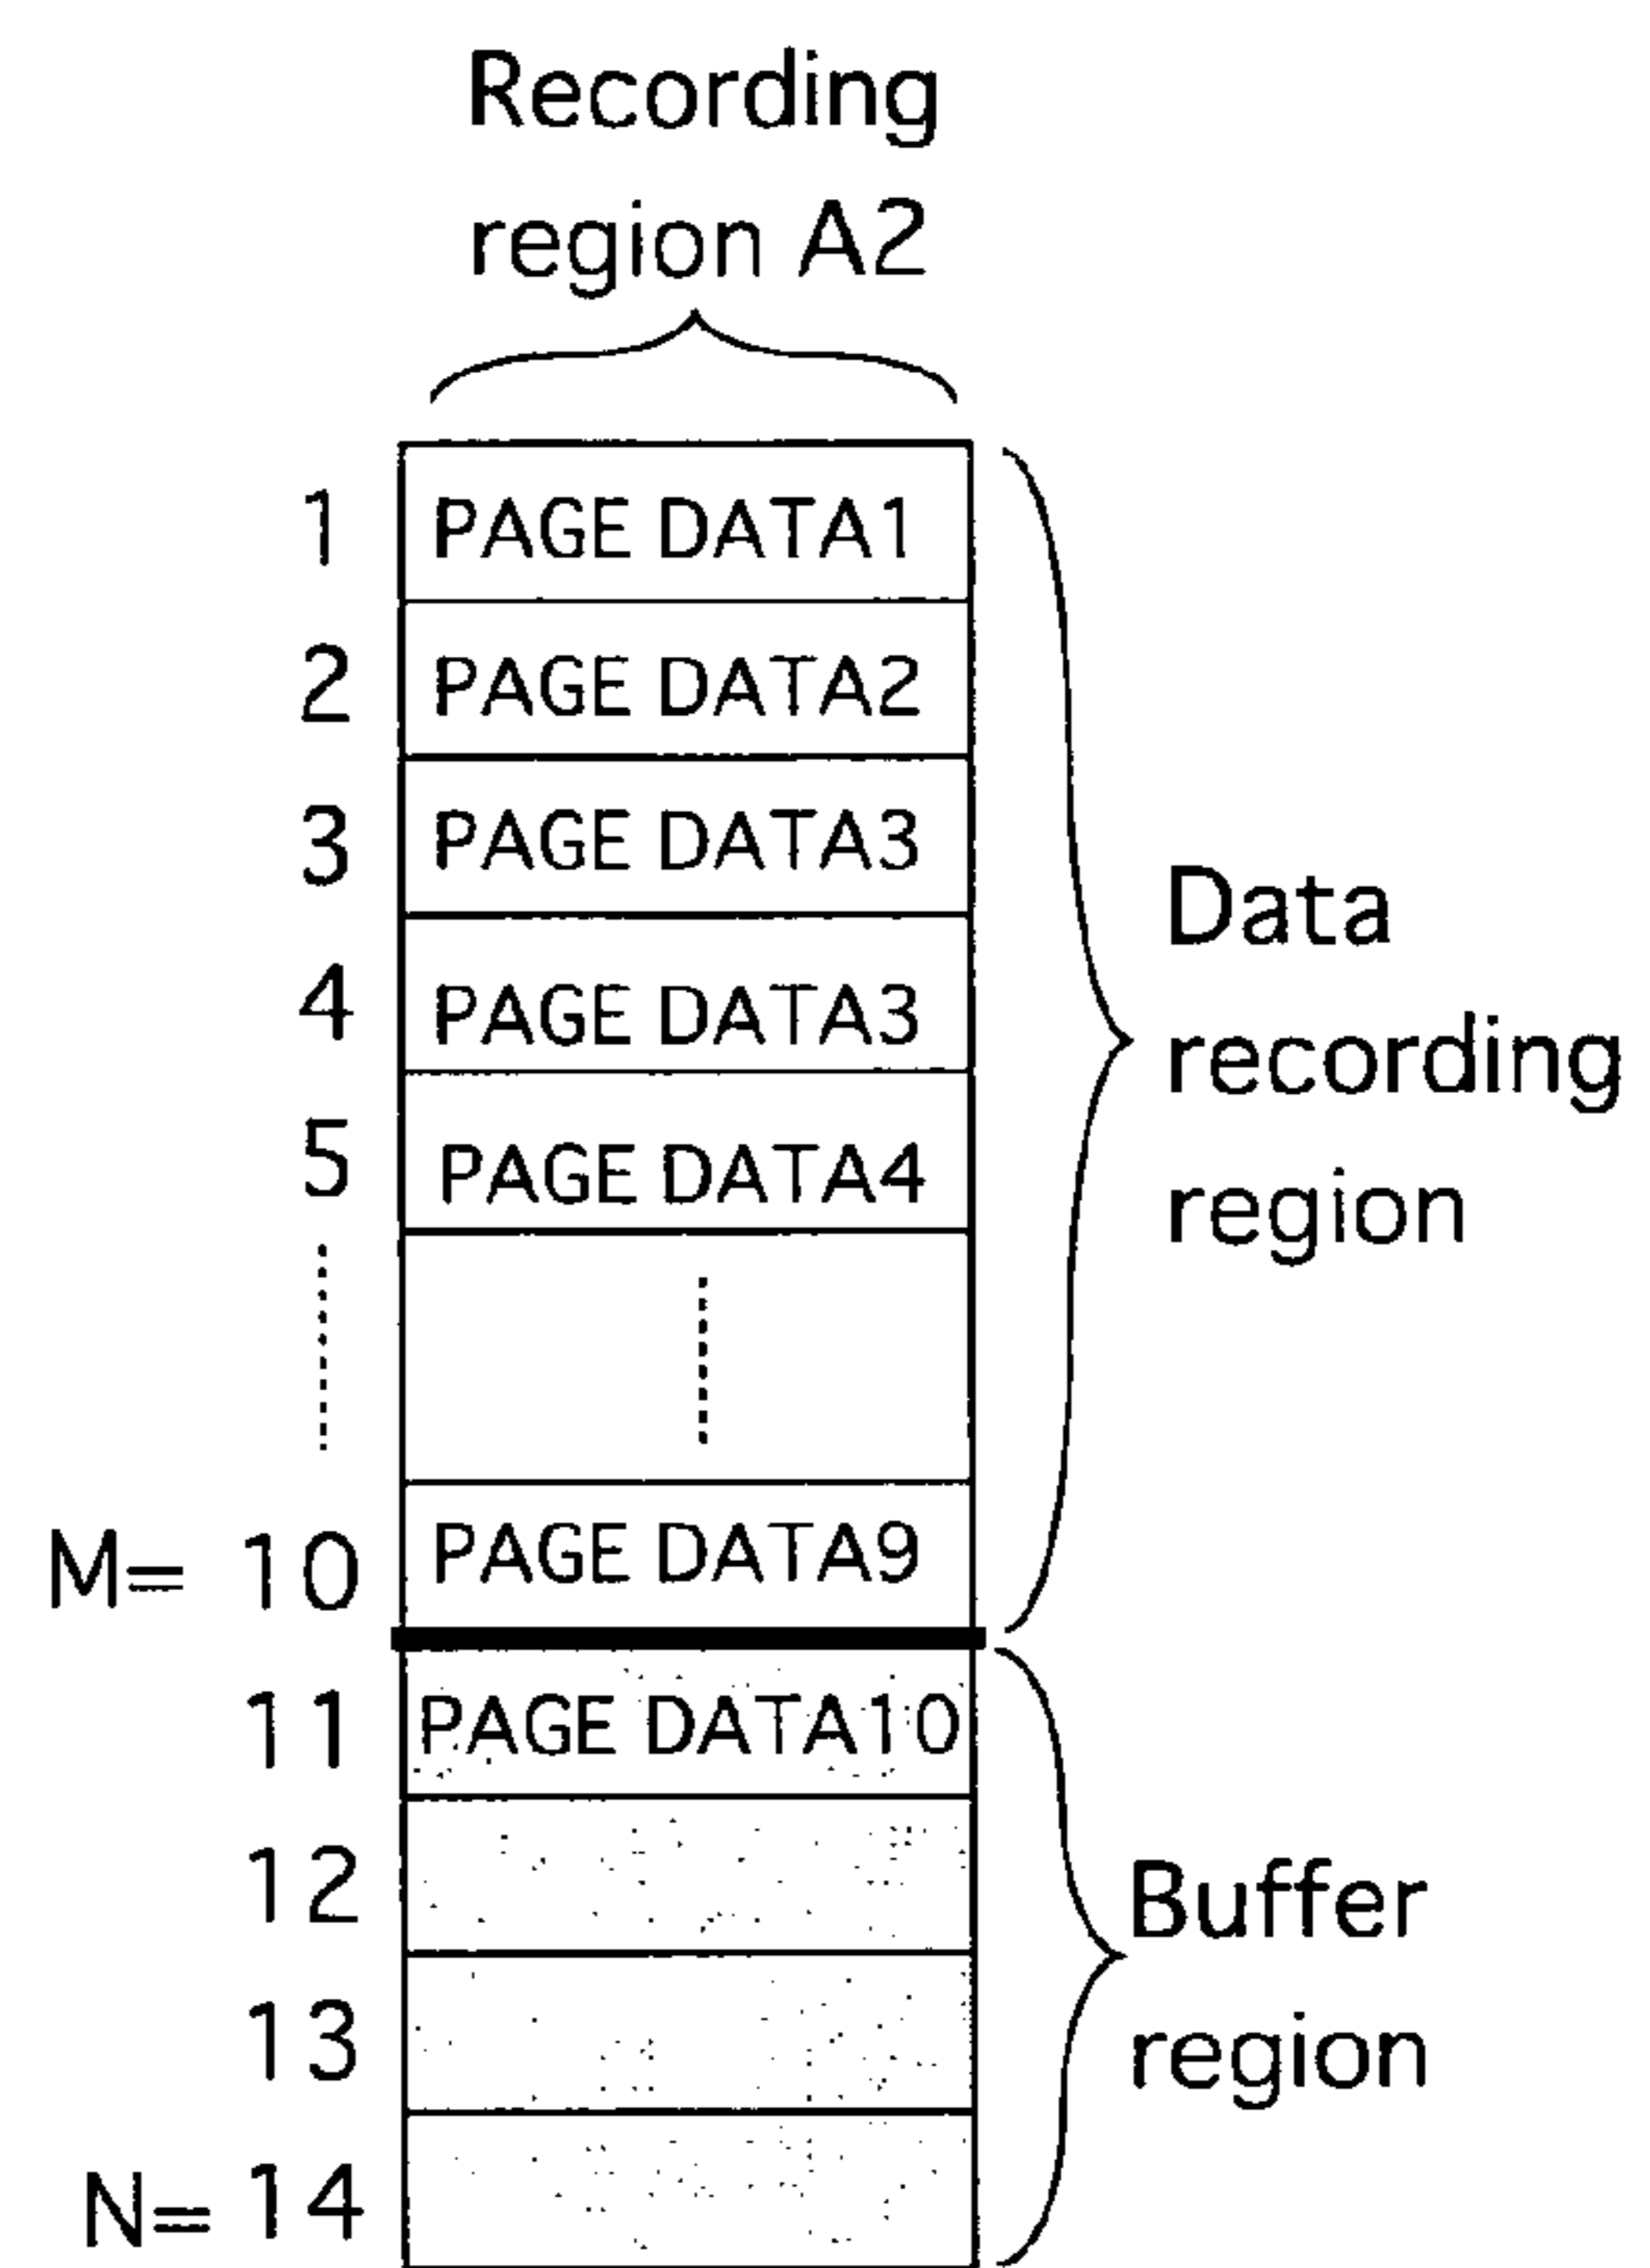 Recording
region A2
1 PAGE DATA1
2 PAGE DATA2
3 PAGE DATA3
4 PAGE DATA3
5 PAGE DATA4
Data
recording
region
M= 10 PAGE DATA9
11 PAGE DATA10
12
13
N= 14
Buffer
region